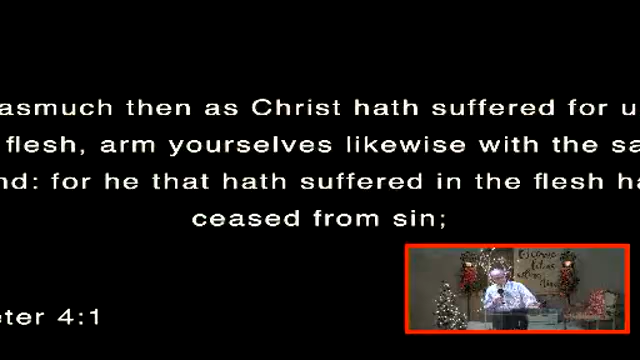 asmuch then as Christ hath suffered for u
flesh, arm yourselves likewise with the sa
nd: for he that hath suffered in the flesh ha
ceased from sin;
eter 4:1